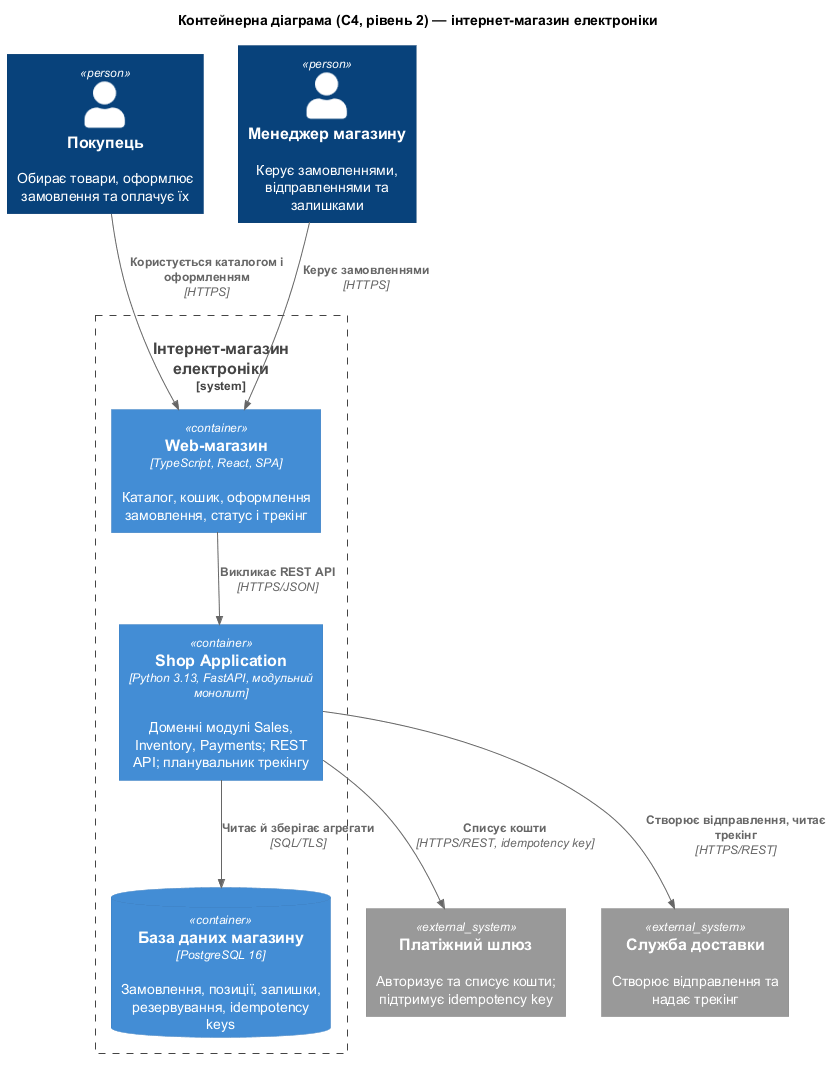 Контейнерна діаграма (C4, рівень 2) — інтернет-магазин електроніки
«person»
Покупець
Обирає товари, оформлює
замовлення та оплачує їх
«person»
Менеджер магазину
Керує замовленнями,
відправленнями та
залишками
Користується каталогом і
оформленням
[HTTPS]
Керує замовленнями
[HTTPS]
Інтернет-магазин
електроніки
[system]
«container»
Web-магазин
[TypeScript, React, SPA]
Каталог, кошик, оформлення
замовлення, статус і трекінг
Викликає REST API
[HTTPS/JSON]
«container»
Shop Application
[Python 3.13, FastAPI, модульний
моноліт]
Доменні модулі Sales,
Inventory, Payments; REST
API; планувальник трекінгу
Читає й зберігає агрегати
[SQL/TLS]
Списує кошти
[HTTPS/REST, idempotency key]
Створює відправлення, читає
трекінг
[HTTPS/REST]
«container»
База даних магазину
[PostgreSQL 16]
Замовлення, позиції, залишки,
резервування, idempotency
keys
«external_system»
Платіжний шлюз
Авторизує та списує кошти;
підтримує idempotency key
«external_system»
Служба доставки
Створює відправлення та
надає трекінг